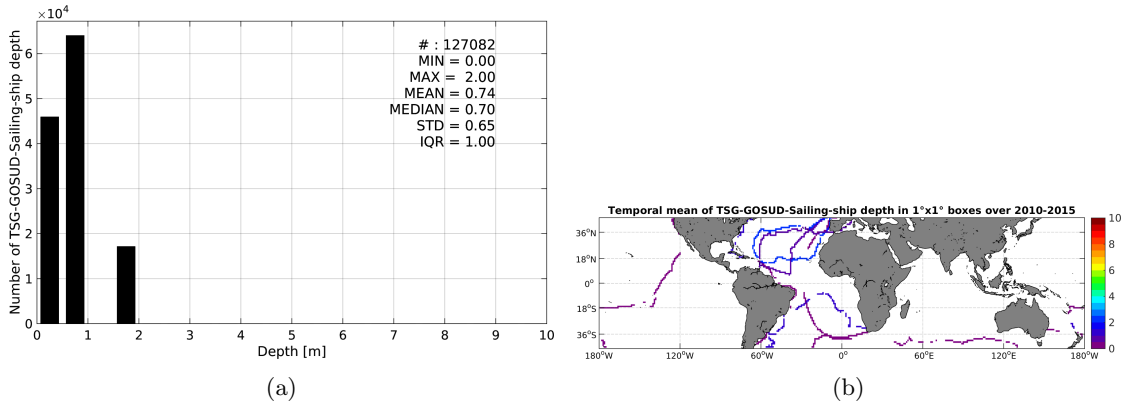 ×10⁴
Number of TSG-GOSUD-Sailing-ship depth
6
5
4
3
2
1
0
# : 127082
MIN = 0.00
MAX = 2.00
MEAN = 0.74
MEDIAN = 0.70
STD = 0.65
IQR = 1.00
0 1 2 3 4 5 6 7 8 9 10
Depth [m]
(a)
Temporal mean of TSG-GOSUD-Sailing-ship depth in 1°x1° boxes over 2010-2015
36°N
18°N
0°
18°S
36°S
180°W 120°W 60°W 0° 60°E 120°E 180°W
10
8
6
4
2
0
(b)